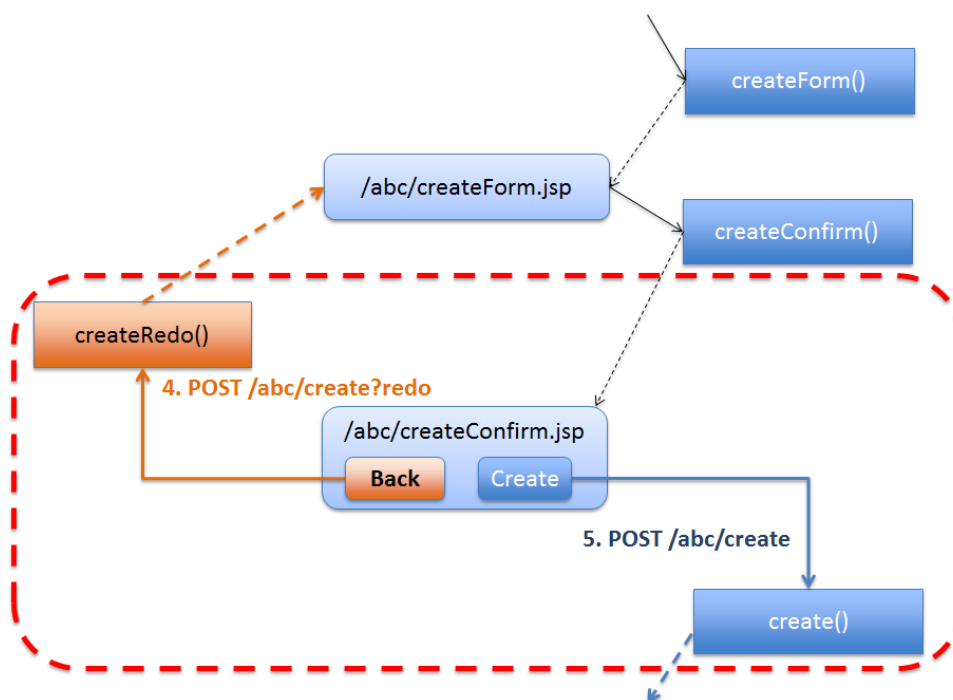 createForm()
/abc/createForm.jsp
createConfirm()
createRedo()
4. POST /abc/create?redo
/abc/createConfirm.jsp
Back
Create
5. POST /abc/create
create()